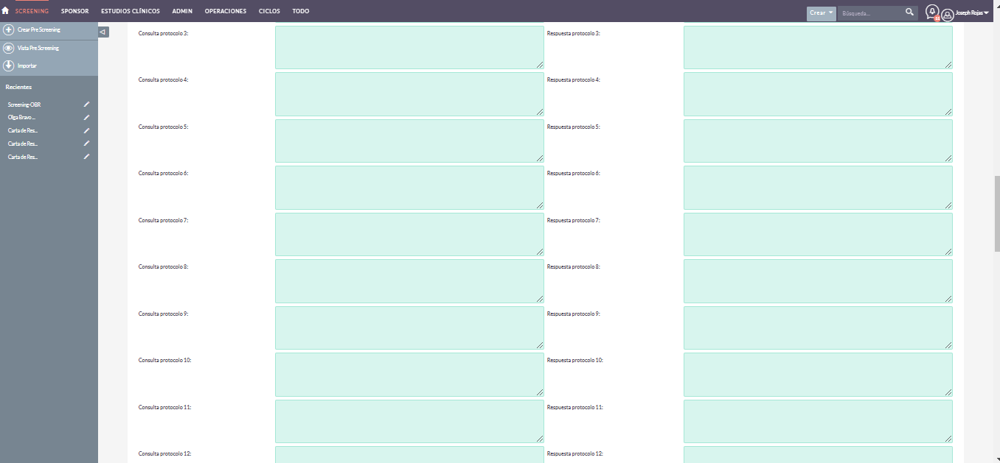 SCREENING SPONSOR ESTUDIOS CLÍNICOS ADMIN OPERACIONES CICLOS TODO Crear Búsqueda... Joseph Rojas
Crear Pre Screening
Vista Pre Screening
Importar
Recientes
Screening-OBR
Olga Bravo ...
Carta de Res...
Carta de Res...
Carta de Res...
Consulta protocolo 3: Respuesta protocolo 3:
Consulta protocolo 4: Respuesta protocolo 4:
Consulta protocolo 5: Respuesta protocolo 5:
Consulta protocolo 6: Respuesta protocolo 6:
Consulta protocolo 7: Respuesta protocolo 7:
Consulta protocolo 8: Respuesta protocolo 8:
Consulta protocolo 9: Respuesta protocolo 9:
Consulta protocolo 10: Respuesta protocolo 10:
Consulta protocolo 11: Respuesta protocolo 11:
Consulta protocolo 12: Respuesta protocolo 12: